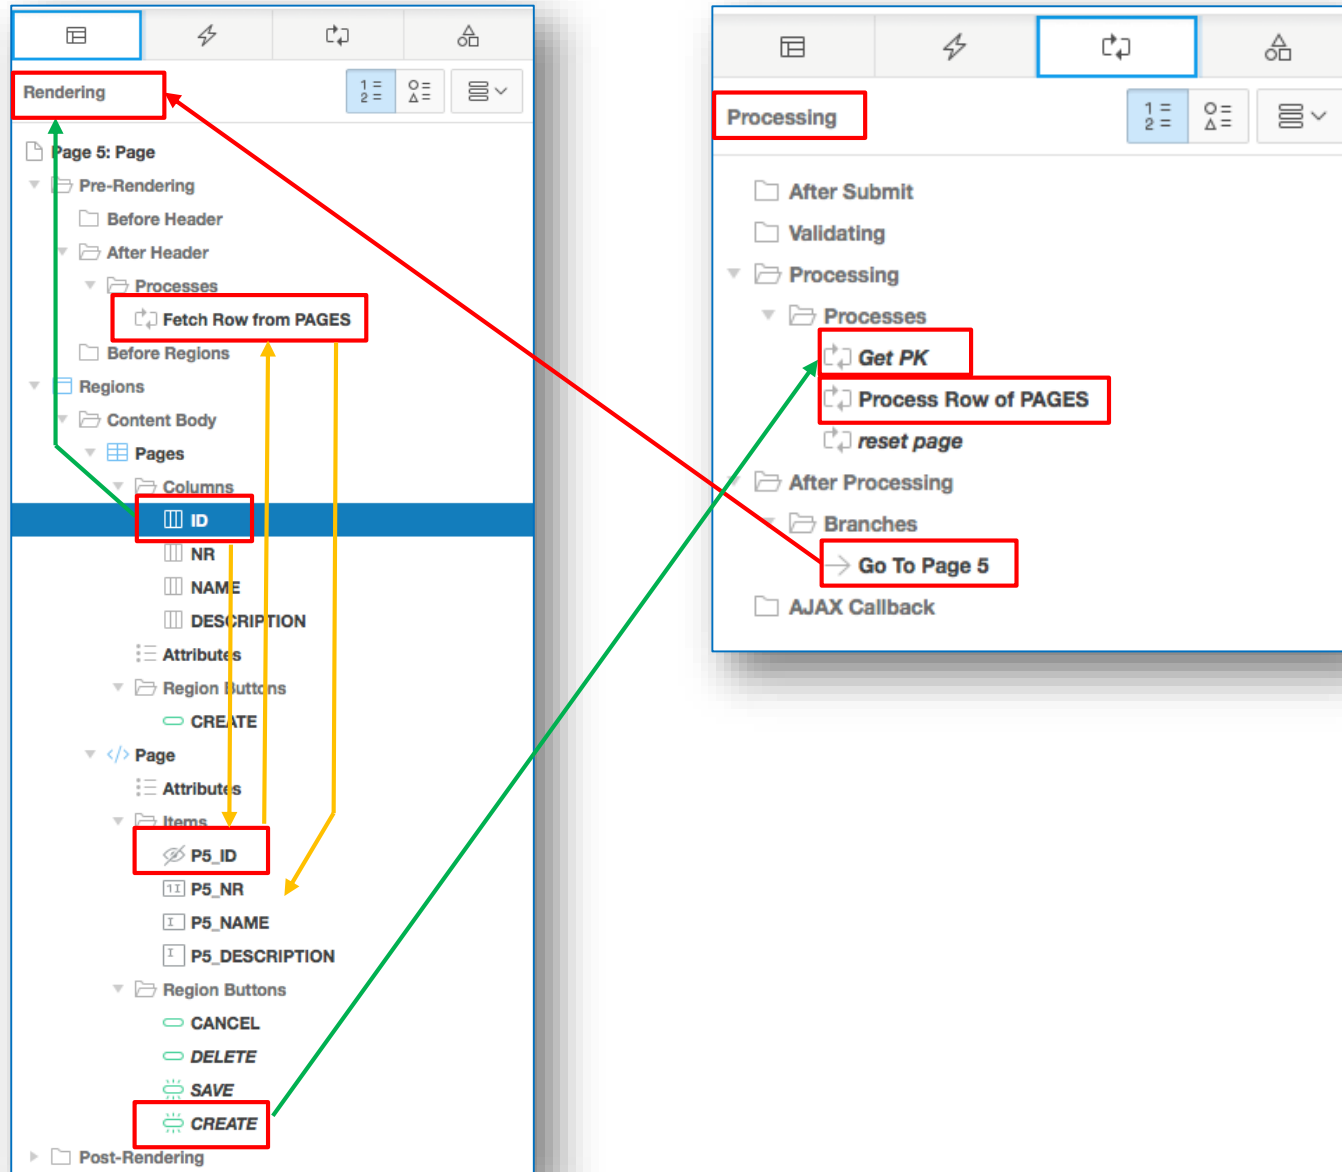 Rendering
Page 5: Page
Pre-Rendering
Before Header
After Header
Processes
Fetch Row from PAGES
Before Regions
Regions
Content Body
Pages
Columns
ID
NR
NAME
DESCRIPTION
Attributes
Region Buttons
CREATE
Page
Attributes
Items
P5_ID
P5_NR
P5_NAME
P5_DESCRIPTION
Region Buttons
CANCEL
DELETE
SAVE
CREATE
Post-Rendering
Processing
After Submit
Validating
Processing
Processes
Get PK
Process Row of PAGES
reset page
After Processing
Branches
Go To Page 5
AJAX Callback